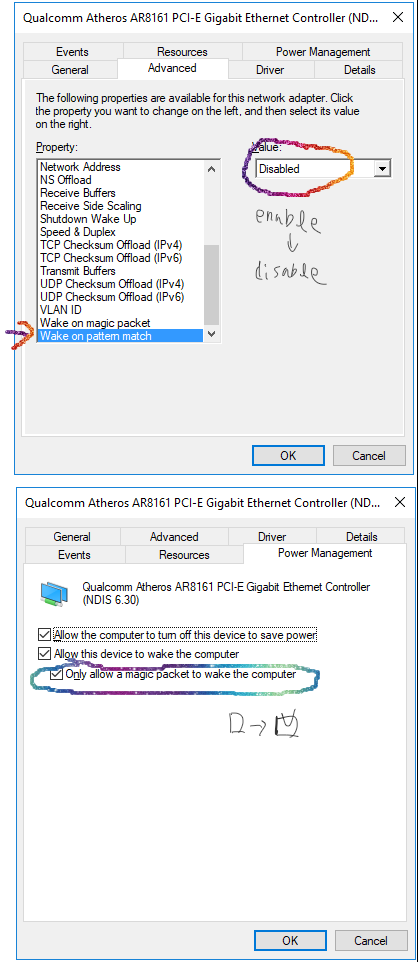 Qualcomm Atheros AR8161 PCI-E Gigabit Ethernet Controller (ND...
Events Resources Power Management
General Advanced Driver Details
The following properties are available for this network adapter. Click
the property you want to change on the left, and then select its value
on the right.
Property: Value:
Network Address
NS Offload
Receive Buffers
Receive Side Scaling
Shutdown Wake Up
Speed & Duplex
TCP Checksum Offload (IPv4)
TCP Checksum Offload (IPv6)
Transmit Buffers
UDP Checksum Offload (IPv4)
UDP Checksum Offload (IPv6)
VLAN ID
Wake on magic packet
Wake on pattern match
Disabled
enable
↓
disable
OK Cancel
Qualcomm Atheros AR8161 PCI-E Gigabit Ethernet Controller (ND...
General Advanced Driver Details
Events Resources Power Management
Qualcomm Atheros AR8161 PCI-E Gigabit Ethernet Controller
(NDIS 6.30)
Allow the computer to turn off this device to save power
Allow this device to wake the computer
Only allow a magic packet to wake the computer
OK Cancel